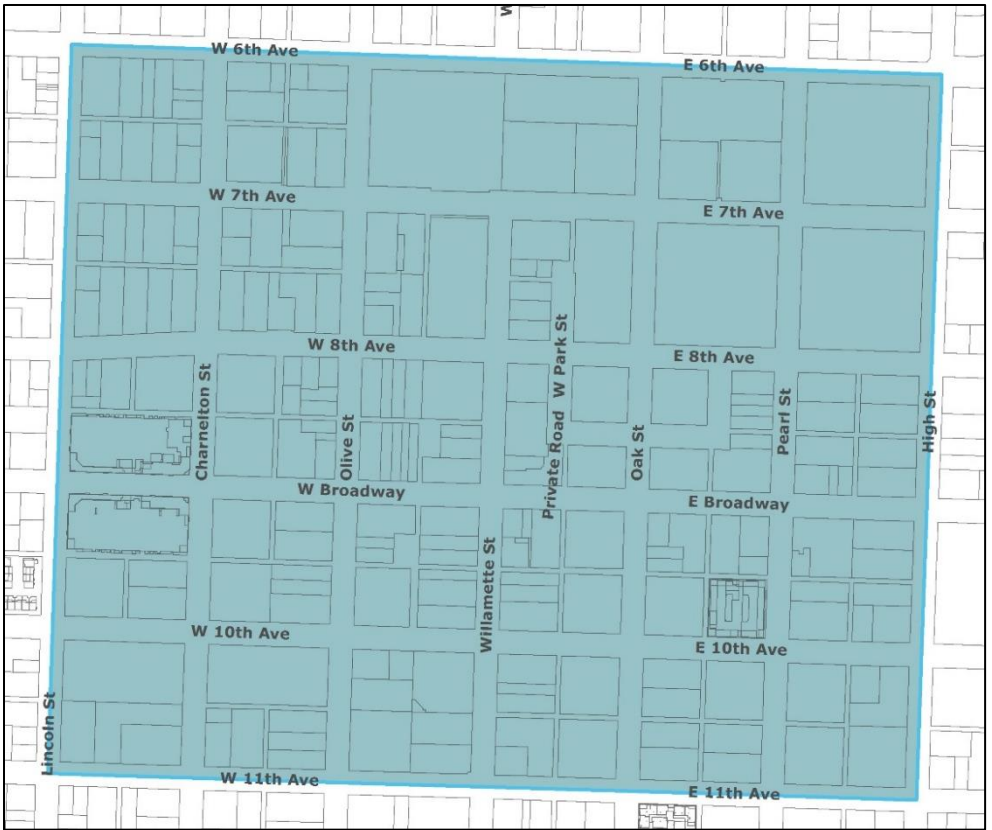 W 6th Ave
E 6th Ave
W 7th Ave
E 7th Ave
W 8th Ave
E 8th Ave
Charnelton St
Olive St
Private Road
W Park St
Oak St
Pearl St
High St
W Broadway
E Broadway
Willamette St
W 10th Ave
E 10th Ave
Lincoln St
W 11th Ave
E 11th Ave